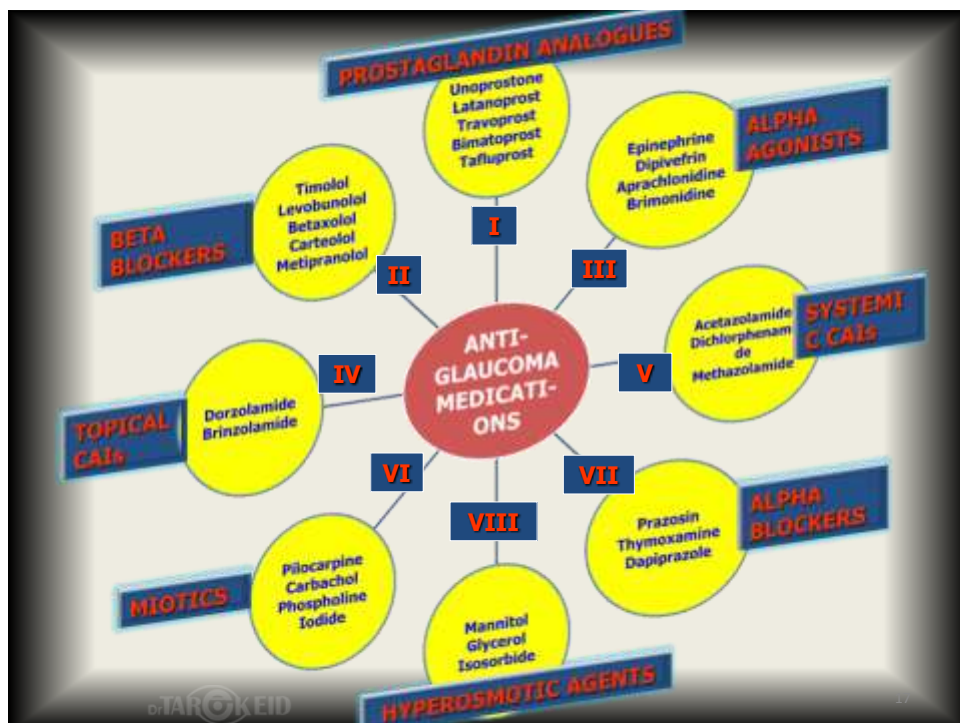 PROSTAGLANDIN ANALOGUES
Unoprostone
Latanoprost
Travoprost
Bimatoprost
Tafluprost
I
BETA
BLOCKERS
Timolol
Levobunolol
Betaxolol
Carteolol
Metipranolol
II
ALPHA
AGONISTS
Epinephrine
Dipivefrin
Aprachlonidine
Brimonidine
III
ANTI-
GLAUCOMA
MEDICATI-
ONS
TOPICAL
CAIs
Dorzolamide
Brinzolamide
IV
SYSTEMI
C CAIs
Acetazolamide
Dichlorphenam
de
Methazolamide
V
MIOTICS
Pilocarpine
Carbachol
Phospholine
Iodide
VI
ALPHA
BLOCKERS
Prazosin
Thymoxamine
Dapiprazole
VII
VIII
Mannitol
Glycerol
Isosorbide
HYPEROSMOTIC AGENTS
17